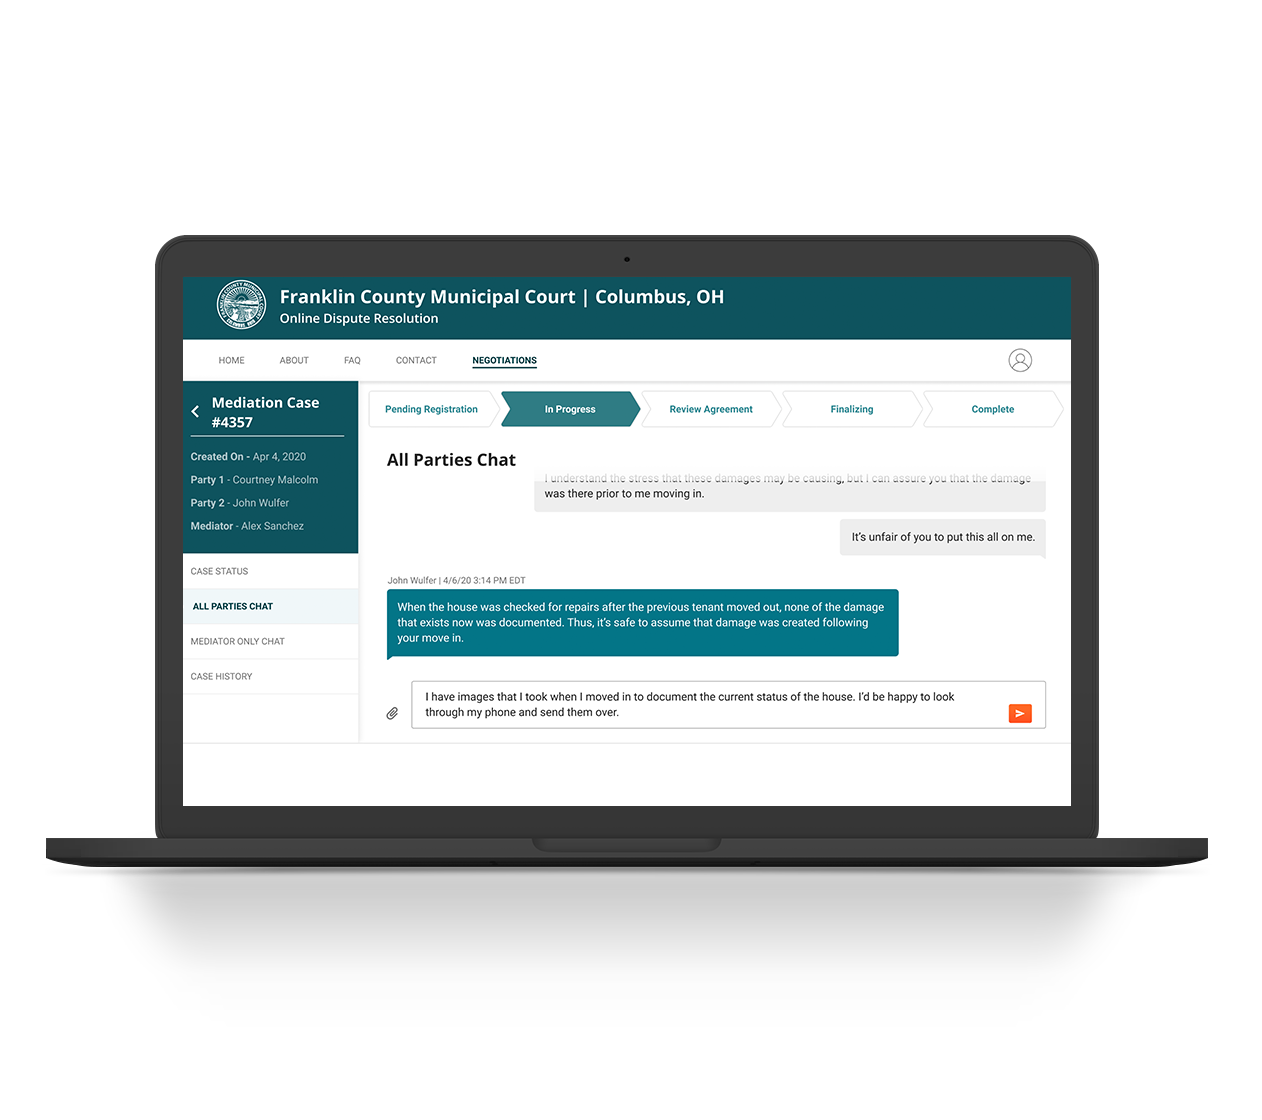 Franklin County Municipal Court | Columbus, OH
Online Dispute Resolution
HOME
ABOUT
FAQ
CONTACT
NEGOTIATIONS
Mediation Case
#4357
Created On - Apr 4, 2020
Party 1 - Courtney Malcolm
Party 2 - John Wulfer
Mediator - Alex Sanchez
CASE STATUS
ALL PARTIES CHAT
MEDIATOR ONLY CHAT
CASE HISTORY
Pending Registration
In Progress
Review Agreement
Finalizing
Complete
All Parties Chat
I understand the stress that these damages may be causing, but I can assure you that the damage
was there prior to me moving in.
It's unfair of you to put this all on me.
John Wulfer | 4/6/20 3:14 PM EDT
When the house was checked for repairs after the previous tenant moved out, none of the damage
that exists now was documented. Thus, it's safe to assume that damage was created following
your move in.
I have images that I took when I moved in to document the current status of the house. I'd be happy to look
through my phone and send them over.